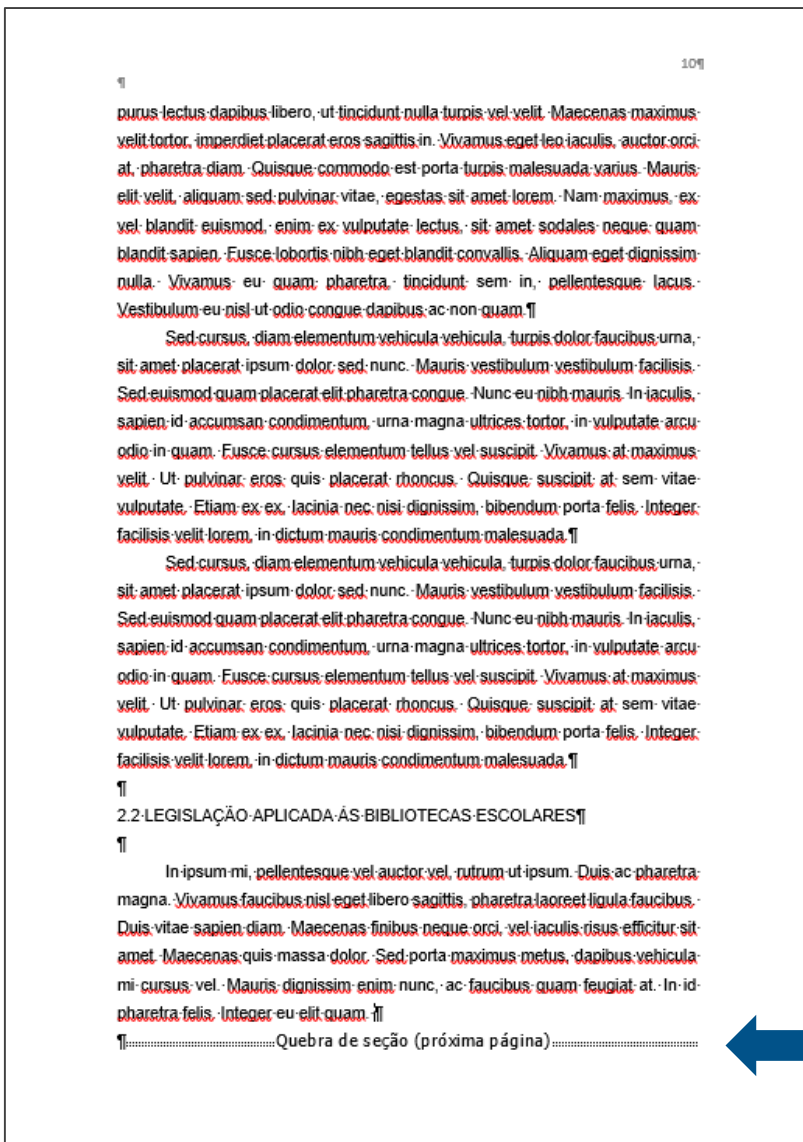 10¶
¶
purus·lectus·dapibus·libero,·ut·tincidunt·nulla·turpis·vel·velit.·Maecenas·maximus·
velit·tortor,·imperdiet·placerat·eros·sagittis·in.·Vivamus·eget·leo·iaculis,·auctor·orci·
at,·pharetra·diam.·Quisque·commodo·est·porta·turpis·malesuada·varius.·Mauris·
elit·velit,·aliquam·sed·pulvinar·vitae,·egestas·sit·amet·lorem.·Nam·maximus,·ex·
vel·blandit·euismod,·enim·ex·vulputate·lectus,·sit·amet·sodales·neque·quam·
blandit·sapien.·Fusce·lobortis·nibh·eget·blandit·convallis.·Aliquam·eget·dignissim·
nulla.·Vivamus·eu·quam·pharetra,·tincidunt·sem·in,·pellentesque·lacus.·
Vestibulum·eu·nisl·ut·odio·congue·dapibus·ac·non·quam.¶
Sed·cursus,·diam·elementum·vehicula·vehicula,·turpis·dolor·faucibus·urna,·
sit·amet·placerat·ipsum·dolor·sed·nunc.·Mauris·vestibulum·vestibulum·facilisis.·
Sed·euismod·quam·placerat·elit·pharetra·congue.·Nunc·eu·nibh·mauris.·In·iaculis,·
sapien·id·accumsan·condimentum,·urna·magna·ultrices·tortor,·in·vulputate·arcu·
odio·in·quam.·Fusce·cursus·elementum·tellus·vel·suscipit.·Vivamus·at·maximus·
velit.·Ut·pulvinar·eros·quis·placerat·rhoncus.·Quisque·suscipit·at·sem·vitae·
vulputate.·Etiam·ex·ex,·lacinia·nec·nisi·dignissim,·bibendum·porta·felis.·Integer·
facilisis·velit·lorem,·in·dictum·mauris·condimentum·malesuada.¶
Sed·cursus,·diam·elementum·vehicula·vehicula,·turpis·dolor·faucibus·urna,·
sit·amet·placerat·ipsum·dolor·sed·nunc.·Mauris·vestibulum·vestibulum·facilisis.·
Sed·euismod·quam·placerat·elit·pharetra·congue.·Nunc·eu·nibh·mauris.·In·iaculis,·
sapien·id·accumsan·condimentum,·urna·magna·ultrices·tortor,·in·vulputate·arcu·
odio·in·quam.·Fusce·cursus·elementum·tellus·vel·suscipit.·Vivamus·at·maximus·
velit.·Ut·pulvinar·eros·quis·placerat·rhoncus.·Quisque·suscipit·at·sem·vitae·
vulputate.·Etiam·ex·ex,·lacinia·nec·nisi·dignissim,·bibendum·porta·felis.·Integer·
facilisis·velit·lorem,·in·dictum·mauris·condimentum·malesuada.¶
¶
2.2·LEGISLAÇÃO·APLICADA·ÀS·BIBLIOTECAS·ESCOLARES¶
¶
In·ipsum·mi,·pellentesque·vel·auctor·vel,·rutrum·ut·ipsum.·Duis·ac·pharetra·
magna.·Vivamus·faucibus·nisl·eget·libero·sagittis,·pharetra·laoreet·ligula·faucibus.·
Duis·vitae·sapien·diam.·Maecenas·finibus·neque·orci,·vel·iaculis·risus·efficitur·sit·
amet.·Maecenas·quis·massa·dolor.·Sed·porta·maximus·metus,·dapibus·vehicula·
mi·cursus·vel.·Mauris·dignissim·enim·nunc,·ac·faucibus·quam·feugiat·at.·In·id·
pharetra·felis.·Integer·eu·elit·quam.·¶
¶Quebra de seção (próxima página)